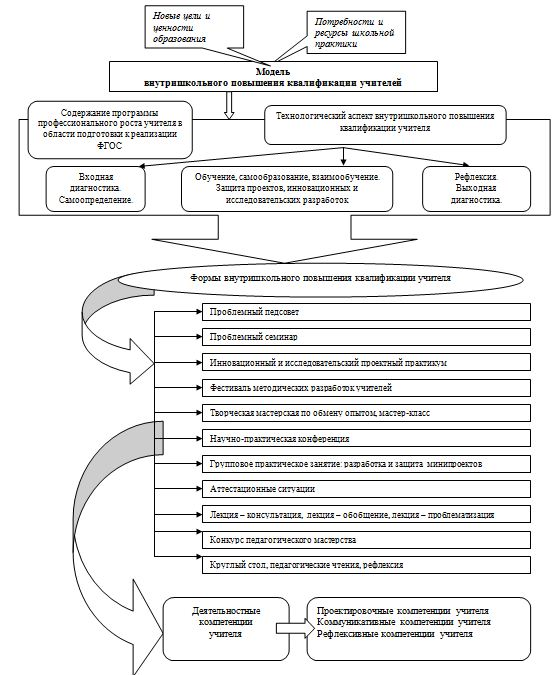 Новые цели и
ценности
образования
Потребности и
ресурсы школьной
практики
Модель
внутришкольного повышения квалификации учителей
Содержание программы
профессионального роста учителя в
области подготовки к реализации
ФГОС
Технологический аспект внутришкольного повышения
квалификации учителя
Входная
диагностика.
Самоопределение.
Обучение, самообразование, взаимообучение.
Защита проектов, инновационных и
исследовательских разработок
Рефлексия.
Выходная
диагностика.
Формы внутришкольного повышения квалификации учителя
Проблемный педсовет
Проблемный семинар
Инновационный и исследовательский проектный практикум
Фестиваль методических разработок учителей
Творческая мастерская по обмену опытом, мастер-класс
Научно-практическая конференция
Групповое практическое занятие: разработка и защита минипроектов
Аттестационные ситуации
Лекция – консультация, лекция – обобщение, лекция – проблематизация
Конкурс педагогического мастерства
Круглый стол, педагогические чтения, рефлексия
Деятельностные
компетенции
учителя
Проектировочные компетенции учителя
Коммуникативные компетенции учителя
Рефлексивные компетенции учителя